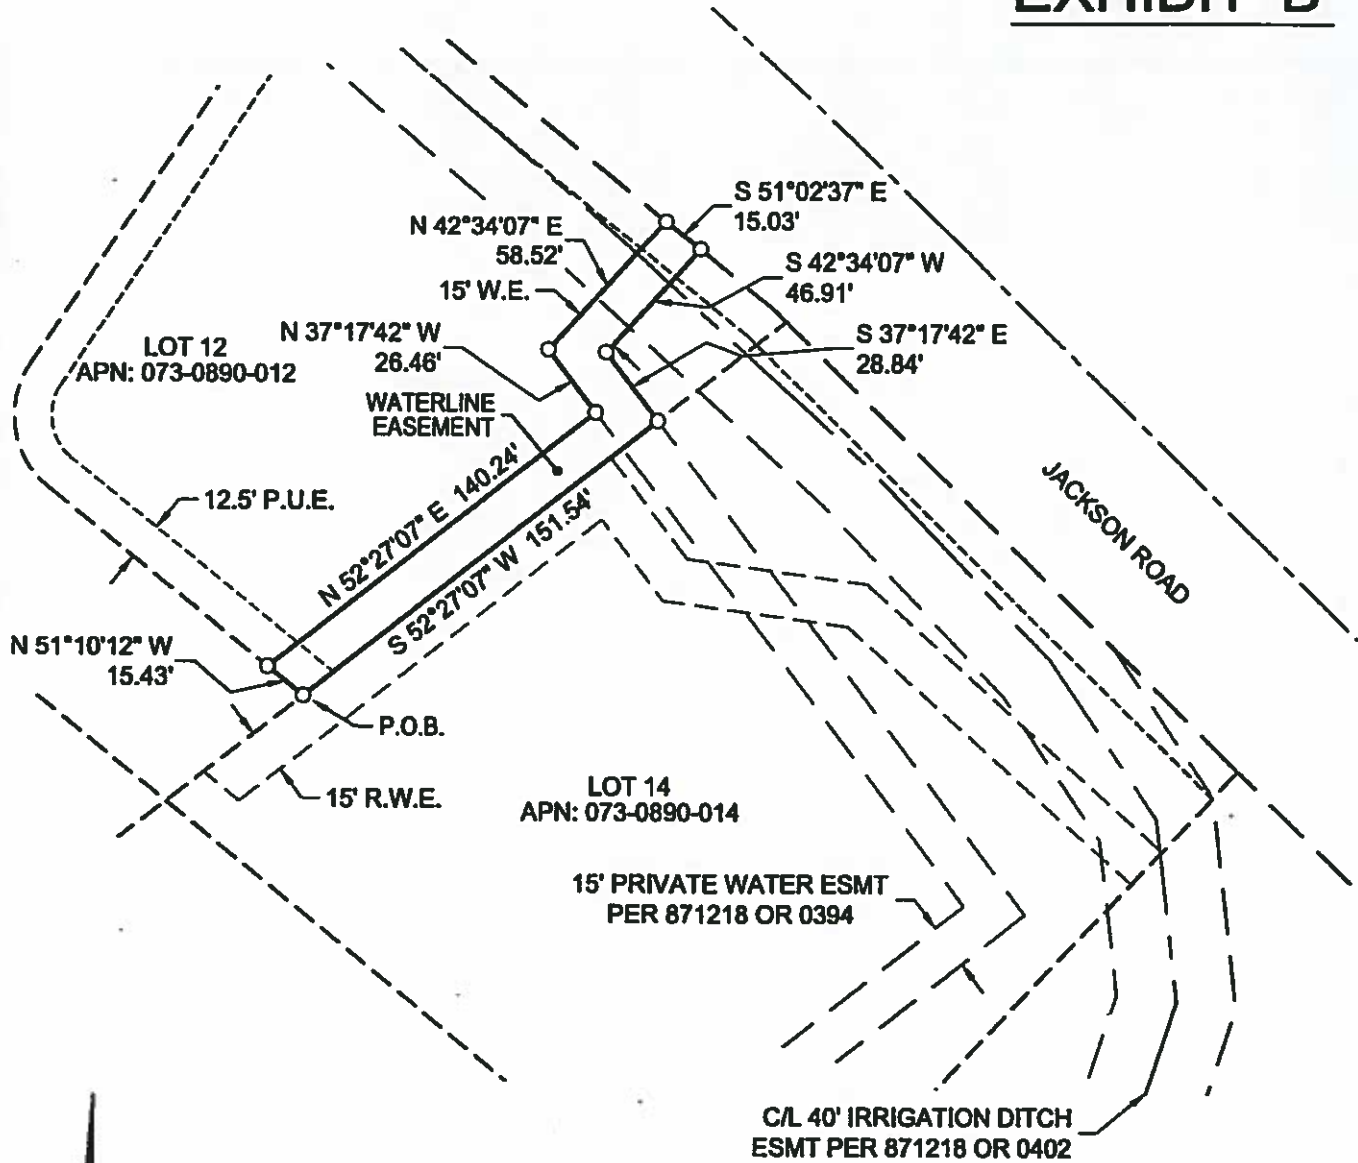 EXHIBIT "B"
S 51°02'37" E
15.03'
N 42°34'07" E
58.52'
S 42°34'07" W
46.91'
15' W.E.
N 37°17'42" W
26.46'
S 37°17'42" E
28.84'
LOT 12
APN: 073-0890-012
WATERLINE
EASEMENT
JACKSON ROAD
12.5' P.U.E.
N 52°27'07" E 140.24'
S 52°27'07" W 151.54'
N 51°10'12" W
15.43'
P.O.B.
15' R.W.E.
LOT 14
APN: 073-0890-014
15' PRIVATE WATER ESMT
PER 871218 OR 0394
C/L 40' IRRIGATION DITCH
ESMT PER 871218 OR 0402